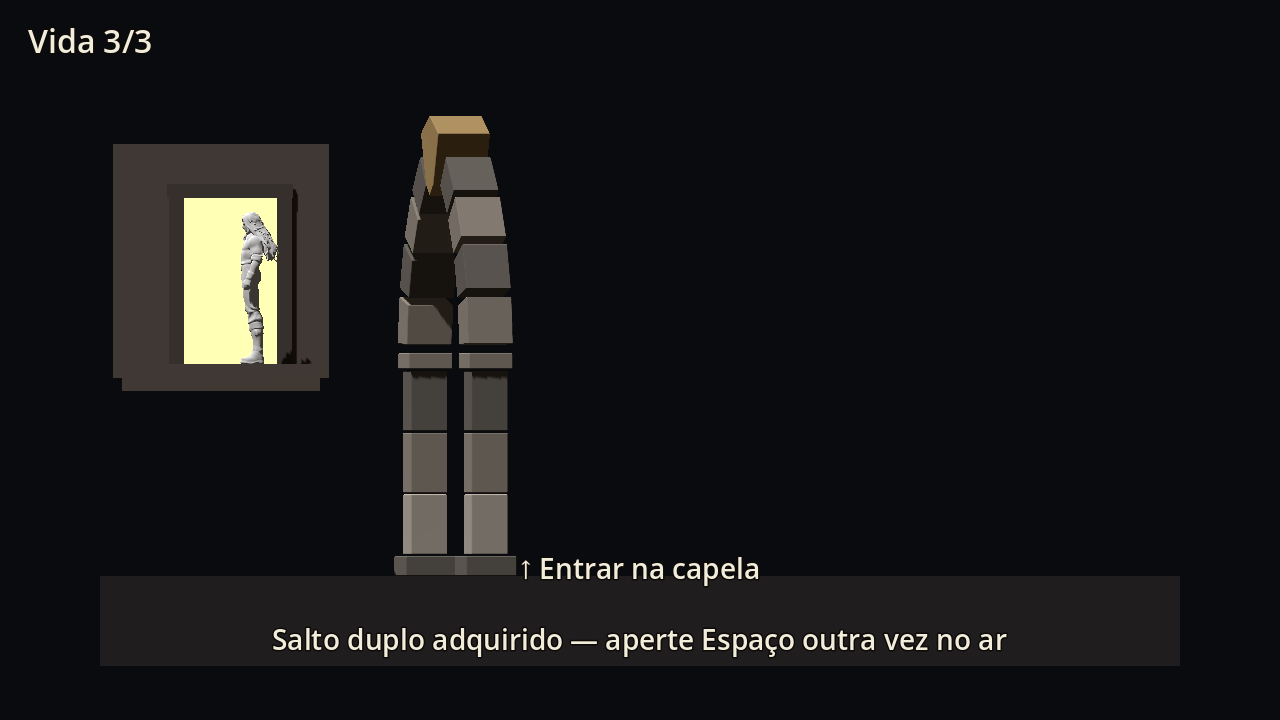 Vida 3/3
↑ Entrar na capela
Salto duplo adquirido — aperte Espaço outra vez no ar